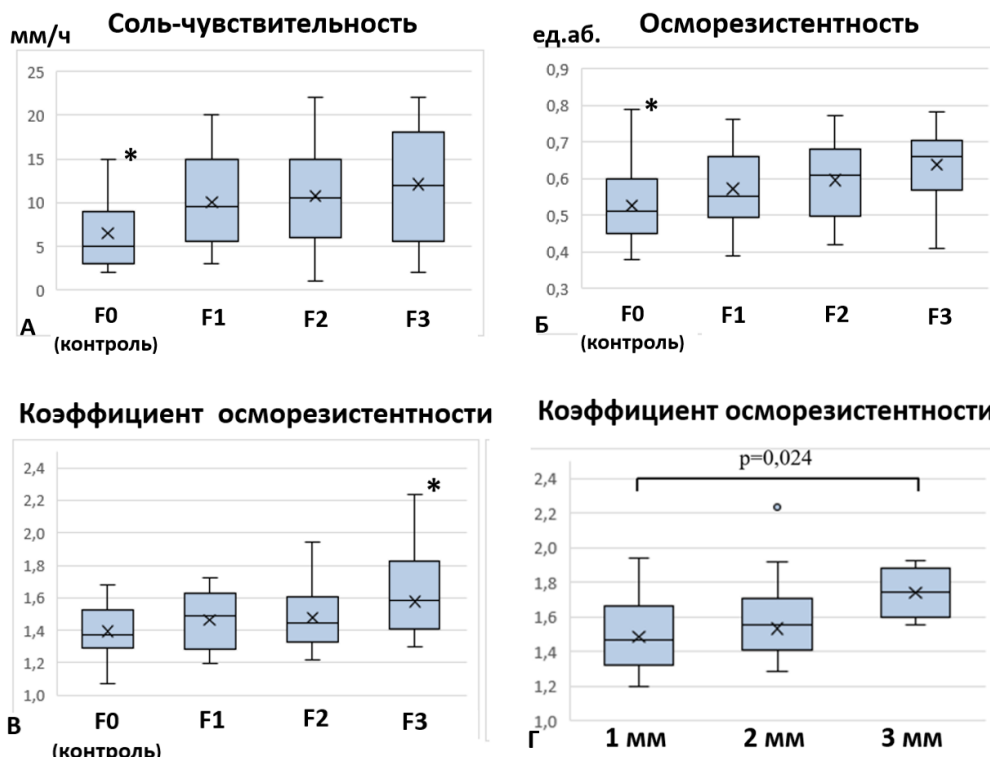 Соль-чувствительность
мм/ч
25
20
15
10
5
0
*
F0
F1
F2
F3
(контроль)
А
Осморезистентность
ед.аб.
0,9
0,8
0,7
0,6
0,5
0,4
0,3
*
F0
F1
F2
F3
(контроль)
Б
Коэффициент осморезистентности
2,4
2,2
2,0
1,8
1,6
1,4
1,2
1,0
*
F0
F1
F2
F3
(контроль)
В
Коэффициент осморезистентности
p=0,024
2,4
2,2
2,0
1,8
1,6
1,4
1,2
1,0
1 мм
2 мм
3 мм
Г